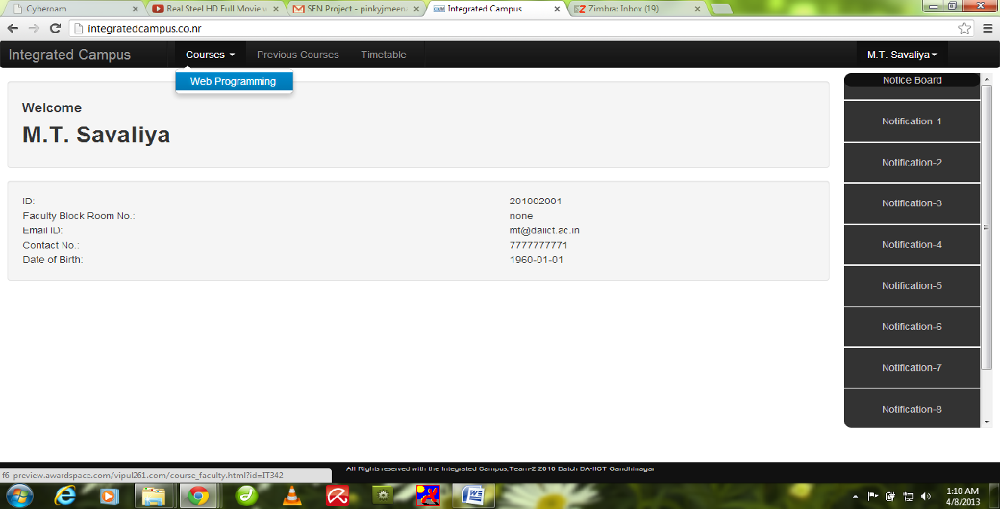 Cyberoam
Real Steel HD Full Movie v
SEN Project - pinkyjmeena
Integrated Campus
Zimbra: Inbox (19)
integratedcampus.co.nr
Integrated Campus
Courses
Previous Courses
Timetable
M.T. Savaliya
Web Programming
Welcome
M.T. Savaliya
ID: 201002001
Faculty Block Room No.: none
Email ID: mt@daiict.ac.in
Contact No.: 7777777771
Date of Birth: 1960-01-01
Notice Board
Notification-1
Notification-2
Notification-3
Notification-4
Notification-5
Notification-6
Notification-7
Notification-8
All Rights reserved with the Integrated Campus,Team-2 2010 Batch DA-IICT Gandhinagar
f6-preview.awardspace.com/vipul261.com/course_faculty.html?id=IT342
1:10 AM
4/8/2013